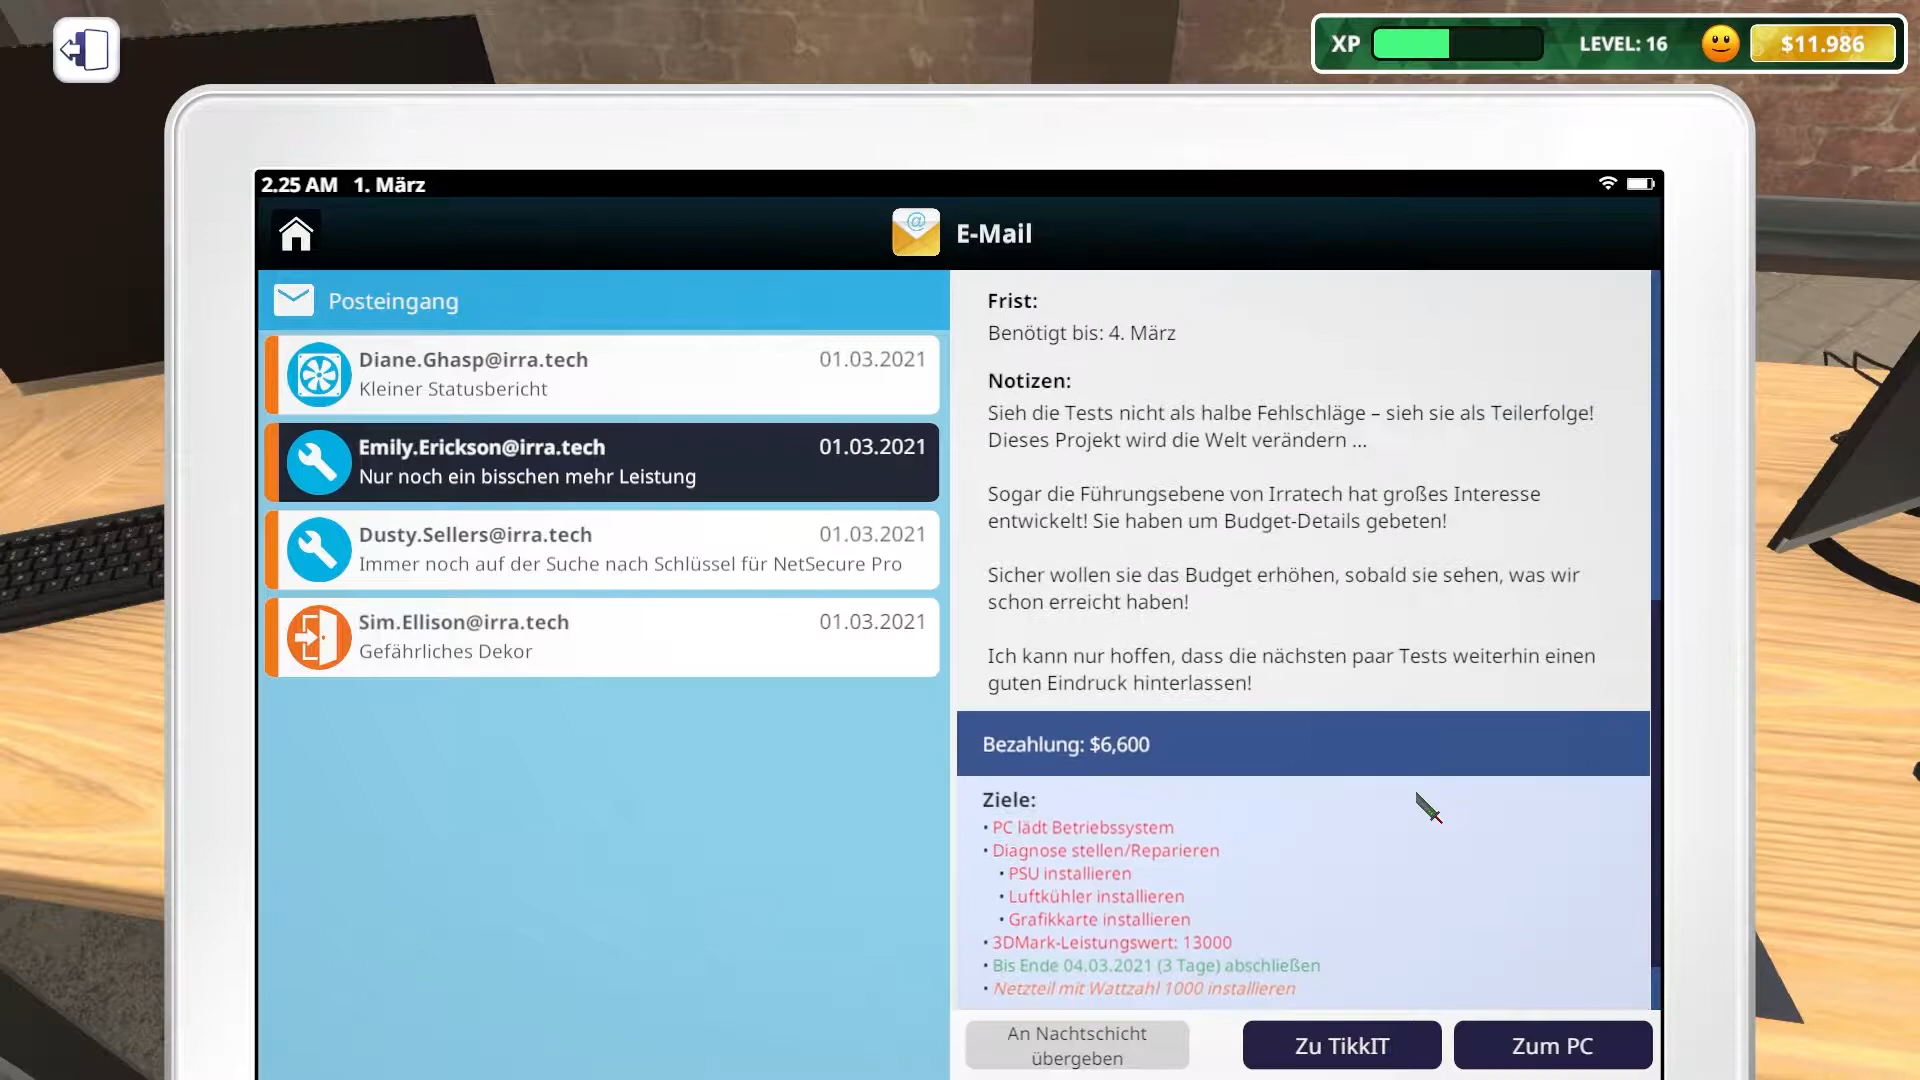 XP
LEVEL: 16
$11.986
2.25 AM 1. März
E-Mail
Posteingang
Diane.Ghasp@irra.tech 01.03.2021
Kleiner Statusbericht
Emily.Erickson@irra.tech 01.03.2021
Nur noch ein bisschen mehr Leistung
Dusty.Sellers@irra.tech 01.03.2021
Immer noch auf der Suche nach Schlüssel für NetSecure Pro
Sim.Ellison@irra.tech 01.03.2021
Gefährliches Dekor
Frist:
Benötigt bis: 4. März
Notizen:
Sieh die Tests nicht als halbe Fehlschläge – sieh sie als Teilerfolge!
Dieses Projekt wird die Welt verändern ...
Sogar die Führungsebene von Irratech hat großes Interesse
entwickelt! Sie haben um Budget-Details gebeten!
Sicher wollen sie das Budget erhöhen, sobald sie sehen, was wir
schon erreicht haben!
Ich kann nur hoffen, dass die nächsten paar Tests weiterhin einen
guten Eindruck hinterlassen!
Bezahlung: $6,600
Ziele:
• PC lädt Betriebssystem
• Diagnose stellen/Reparieren
• PSU installieren
• Luftkühler installieren
• Grafikkarte installieren
• 3DMark-Leistungswert: 13000
• Bis Ende 04.03.2021 (3 Tage) abschließen
• Netzteil mit Wattzahl 1000 installieren
An Nachtschicht
übergeben
Zu TikkIT
Zum PC